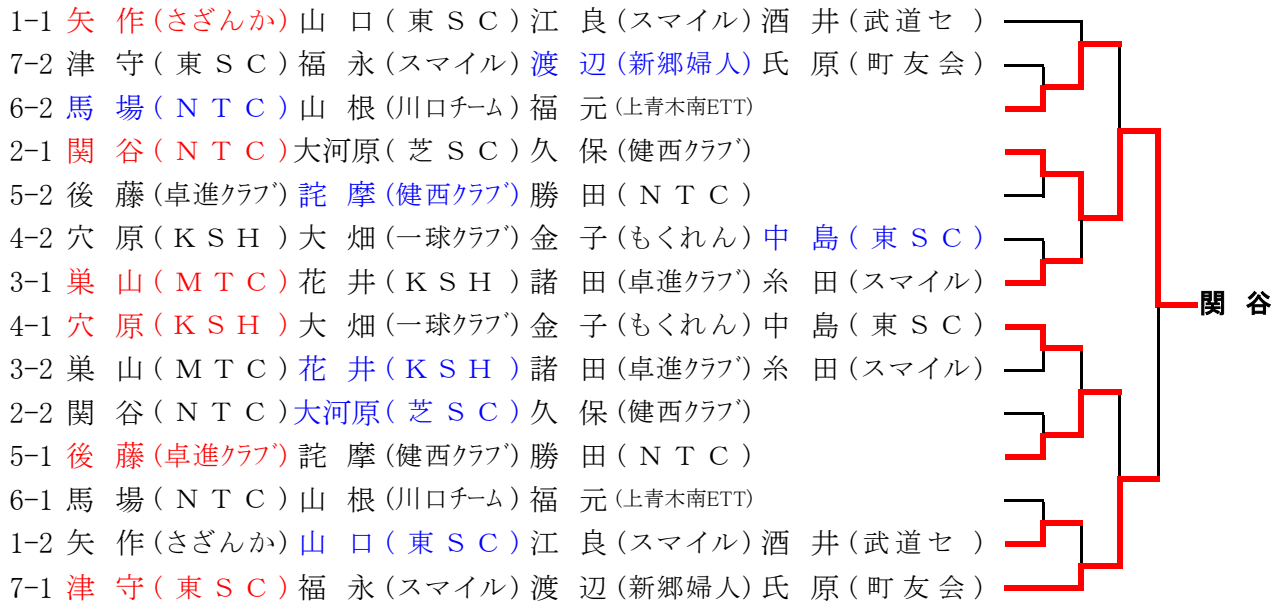 1-1 矢 作(さざんか) 山 口(東SC) 江 良(スマイル) 酒 井(武道セ )
7-2 津 守(東SC) 福 永(スマイル) 渡 辺(新郷婦人) 氏 原(町友会)
6-2 馬 場(NTC) 山 根(川口チーム) 福 元(上青木南ETT)
2-1 関 谷(NTC) 大河原(芝SC) 久 保(健西クラブ)
5-2 後 藤(卓進クラブ) 詫 摩(健西クラブ) 勝 田(NTC)
4-2 穴 原(KSH) 大 畑(一球クラブ) 金 子(もくれん) 中 島(東SC)
3-1 巣 山(MTC) 花 井(KSH) 諸 田(卓進クラブ) 糸 田(スマイル)
関 谷
4-1 穴 原(KSH) 大 畑(一球クラブ) 金 子(もくれん) 中 島(東SC)
3-2 巣 山(MTC) 花 井(KSH) 諸 田(卓進クラブ) 糸 田(スマイル)
2-2 関 谷(NTC) 大河原(芝SC) 久 保(健西クラブ)
5-1 後 藤(卓進クラブ) 詫 摩(健西クラブ) 勝 田(NTC)
6-1 馬 場(NTC) 山 根(川口チーム) 福 元(上青木南ETT)
1-2 矢 作(さざんか) 山 口(東SC) 江 良(スマイル) 酒 井(武道セ )
7-1 津 守(東SC) 福 永(スマイル) 渡 辺(新郷婦人) 氏 原(町友会)